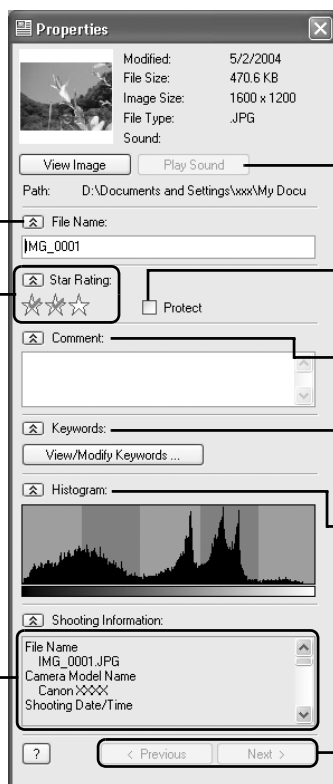 Properties
Modified: 5/2/2004
File Size: 470.6 KB
Image Size: 1600 x 1200
File Type: .JPG
Sound:
View Image Play Sound
Path: D:\Documents and Settings\xxx\My Docu
File Name:
IMG_0001
Star Rating:
Protect
Comment:
Keywords:
View/Modify Keywords ...
Histogram:
Shooting Information:
File Name
IMG_0001.JPG
Camera Model Name
Canon XXXX
Shooting Date/Time
? < Previous Next >